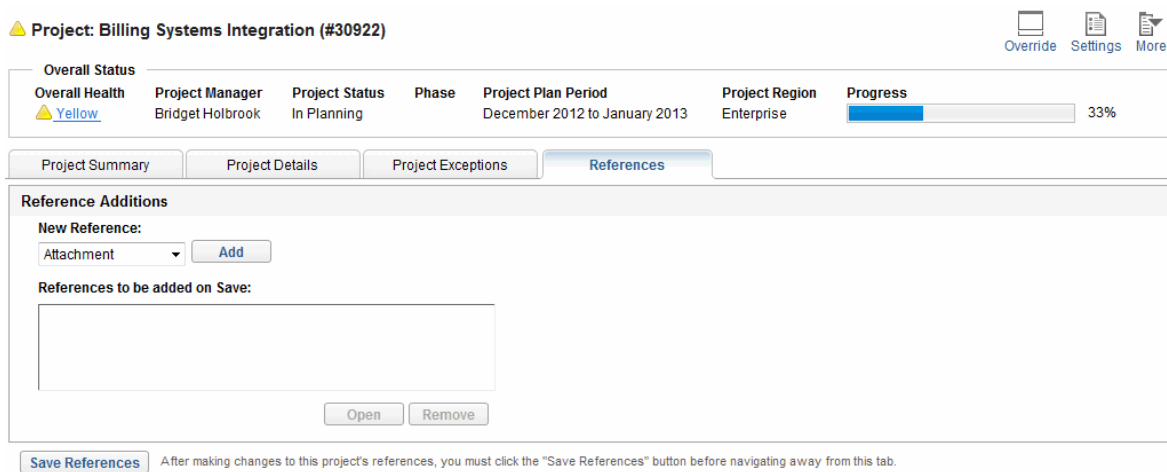 Project: Billing Systems Integration (#30922)
Override Settings More
Overall Status
Overall Health Project Manager Project Status Phase Project Plan Period Project Region Progress
Yellow Bridget Holbrook In Planning December 2012 to January 2013 Enterprise 33%
Project Summary Project Details Project Exceptions References
Reference Additions
New Reference:
Attachment Add
References to be added on Save:
Open Remove
Save References After making changes to this project's references, you must click the "Save References" button before navigating away from this tab.